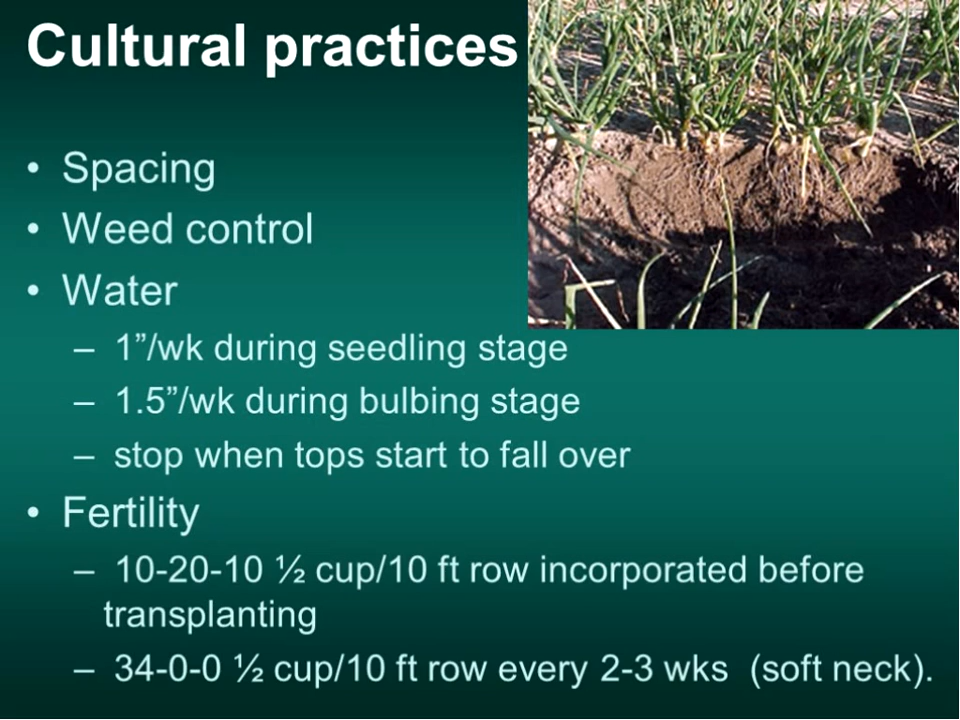 Cultural practices
• Spacing
• Weed control
• Water
– 1”/wk during seedling stage
– 1.5”/wk during bulbing stage
– stop when tops start to fall over
• Fertility
– 10-20-10 ½ cup/10 ft row incorporated before
transplanting
– 34-0-0 ½ cup/10 ft row every 2-3 wks (soft neck).